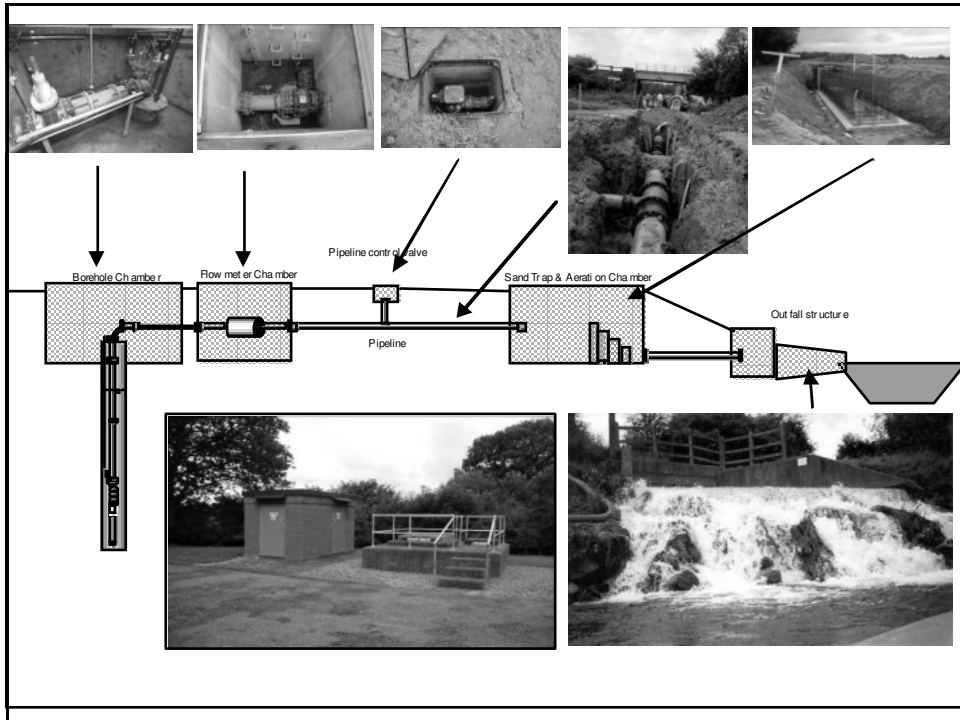 Pipeline control valve
Borehole Chamber
Flow meter Chamber
Sand Trap & Aeration Chamber
Outfall structure
Pipeline